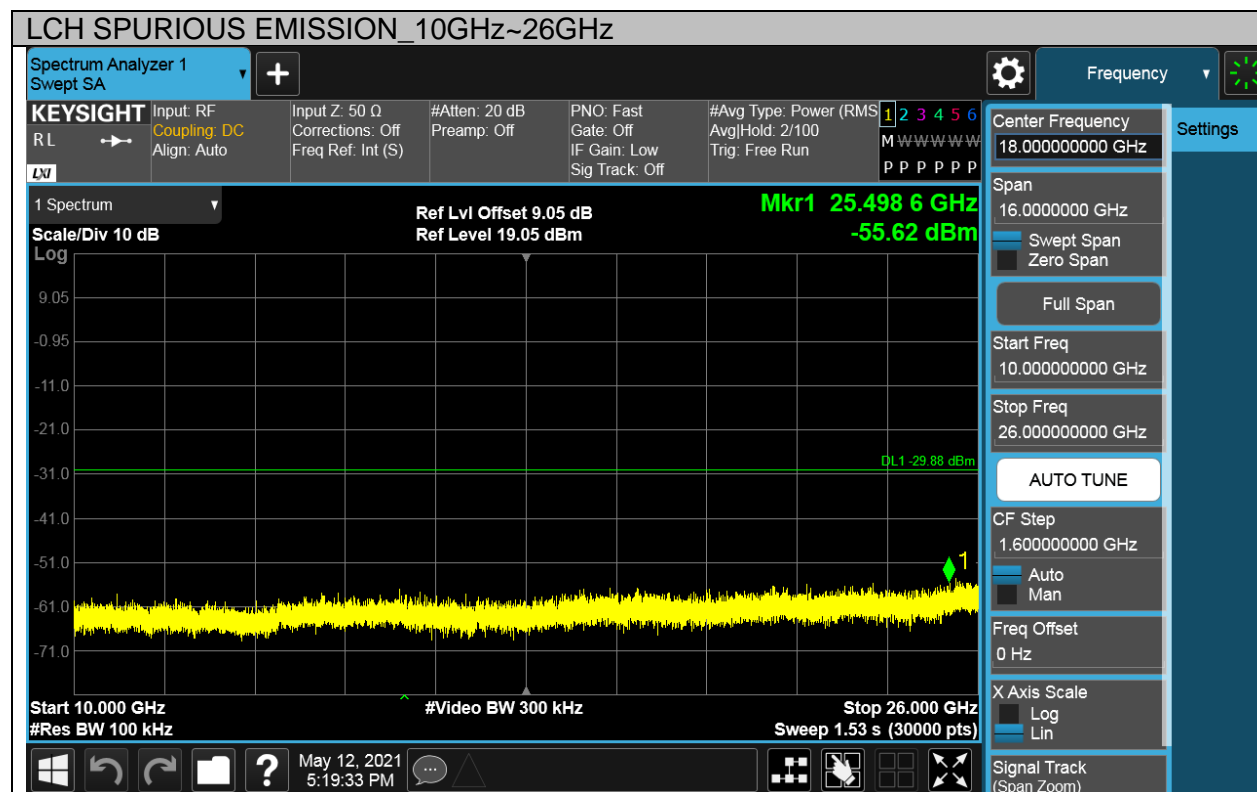 LCH SPURIOUS EMISSION_10GHz~26GHz
Spectrum Analyzer 1
Swept SA
+
Frequency
KEYSIGHT
RL
LXI
Input: RF
Coupling: DC
Align: Auto
Input Z: 50 Ω
Corrections: Off
Freq Ref: Int (S)
#Atten: 20 dB
Preamp: Off
PNO: Fast
Gate: Off
IF Gain: Low
Sig Track: Off
#Avg Type: Power (RMS
Avg|Hold: 2/100
Trig: Free Run
1 2 3 4 5 6
M W W W W W
P P P P P P
1 Spectrum
Scale/Div 10 dB
Log
Ref Lvl Offset 9.05 dB
Ref Level 19.05 dBm
Mkr1 25.498 6 GHz
-55.62 dBm
9.05
-0.95
-11.0
-21.0
DL1 -29.88 dBm
-31.0
-41.0
-51.0
1
-61.0
-71.0
Start 10.000 GHz
#Res BW 100 kHz
#Video BW 300 kHz
Stop 26.000 GHz
Sweep 1.53 s (30000 pts)
Center Frequency
18.000000000 GHz
Span
16.0000000 GHz
Swept Span
Zero Span
Full Span
Start Freq
10.000000000 GHz
Stop Freq
26.000000000 GHz
AUTO TUNE
CF Step
1.600000000 GHz
Auto
Man
Freq Offset
0 Hz
X Axis Scale
Log
Lin
Signal Track
(Span Zoom)
Settings
?
May 12, 2021
5:19:33 PM